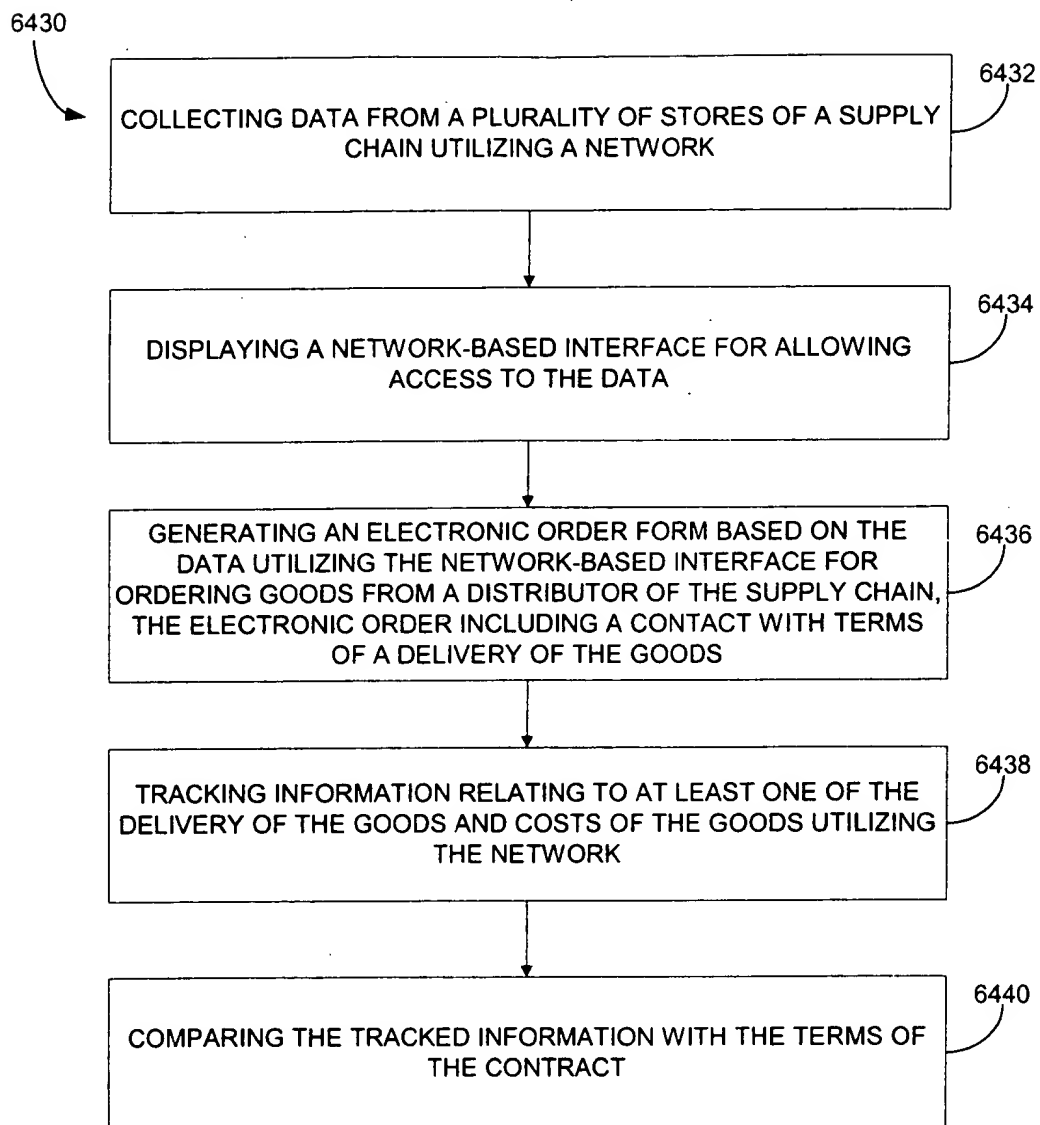 6430
6432
COLLECTING DATA FROM A PLURALITY OF STORES OF A SUPPLY
CHAIN UTILIZING A NETWORK
6434
DISPLAYING A NETWORK-BASED INTERFACE FOR ALLOWING
ACCESS TO THE DATA
6436
GENERATING AN ELECTRONIC ORDER FORM BASED ON THE
DATA UTILIZING THE NETWORK-BASED INTERFACE FOR
ORDERING GOODS FROM A DISTRIBUTOR OF THE SUPPLY CHAIN,
THE ELECTRONIC ORDER INCLUDING A CONTACT WITH TERMS
OF A DELIVERY OF THE GOODS
6438
TRACKING INFORMATION RELATING TO AT LEAST ONE OF THE
DELIVERY OF THE GOODS AND COSTS OF THE GOODS UTILIZING
THE NETWORK
6440
COMPARING THE TRACKED INFORMATION WITH THE TERMS OF
THE CONTRACT